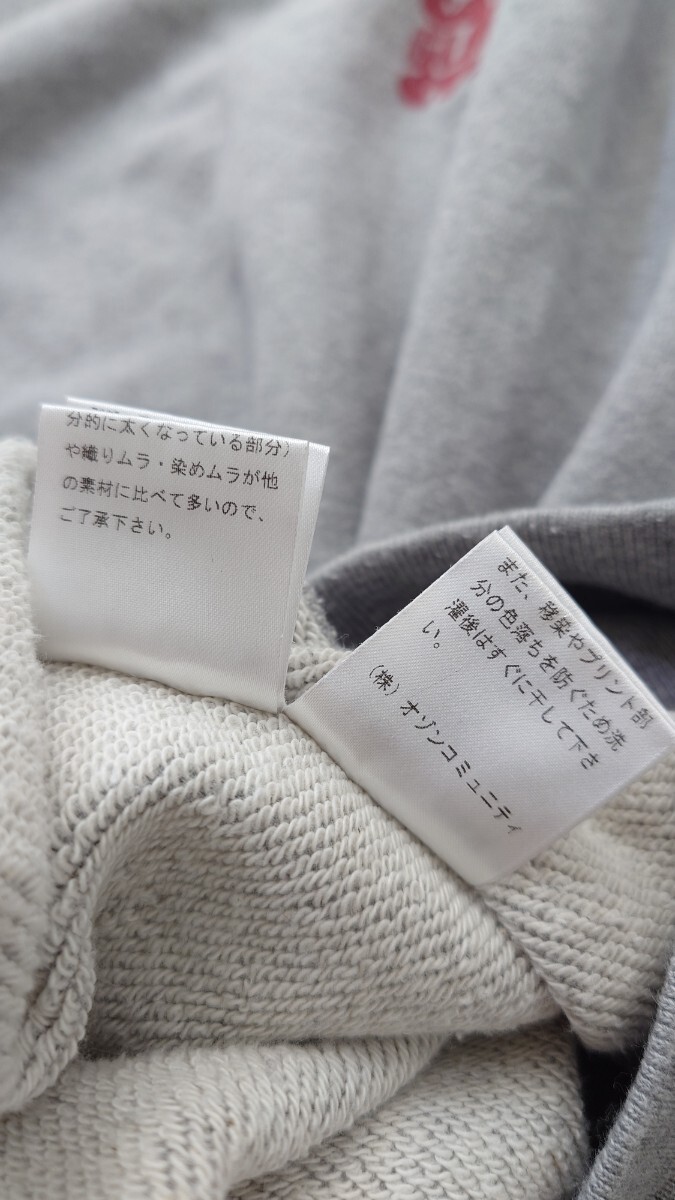 分的に太くなっている部分）
や織りムラ・染めムラが他
の素材に比べて多いので、
ご了承下さい。
また、移染やプリント部
分の色落ちを防ぐため洗
濯後はすぐに干して下さ
い。
（株）オゾンコミュニティ